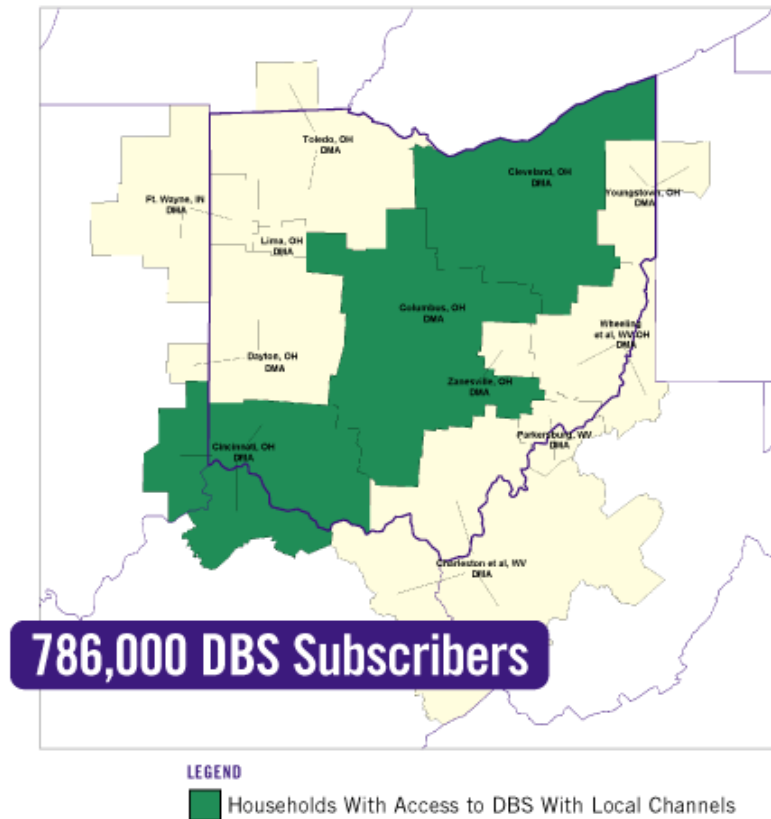 Toledo, OH
DMA
Cleveland, OH
DMA
Youngstown, OH
DMA
Ft. Wayne, IN
DMA
Lima, OH
DMA
Columbus, OH
DMA
Wheeling
et al, WV/OH
DMA
Dayton, OH
DMA
Zanesville, OH
DMA
Parkersburg, WV
DMA
Cincinnati, OH
DMA
Charleston et al, WV
DMA
786,000 DBS Subscribers
LEGEND
Households With Access to DBS With Local Channels